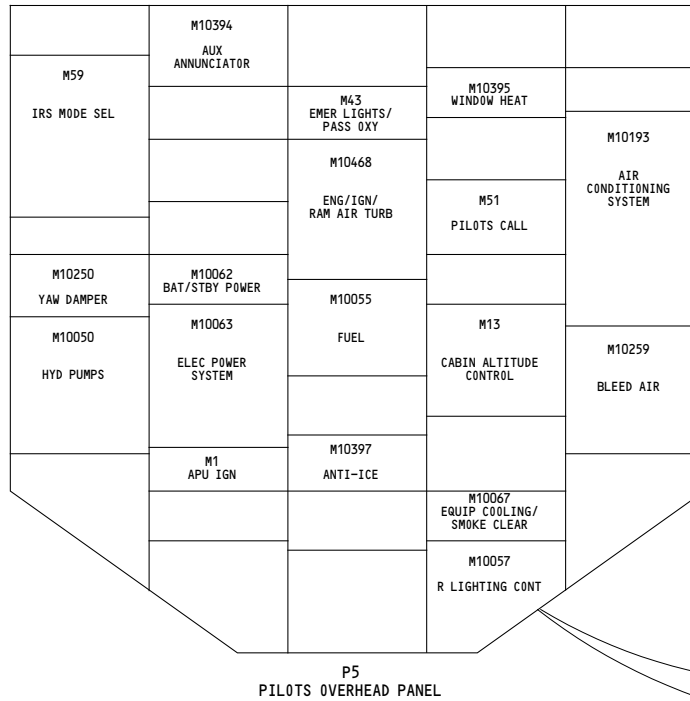 M59
IRS MODE SEL
M10250
YAW DAMPER
M10050
HYD PUMPS
M10394
AUX
ANNUNCIATOR
M10062
BAT/STBY POWER
M10063
ELEC POWER
SYSTEM
M1
APU IGN
M43
EMER LIGHTS/
PASS OXY
M10468
ENG/IGN/
RAM AIR TURB
M10055
FUEL
M10397
ANTI-ICE
M10395
WINDOW HEAT
M51
PILOTS CALL
M13
CABIN ALTITUDE
CONTROL
M10067
EQUIP COOLING/
SMOKE CLEAR
M10057
R LIGHTING CONT
M10193
AIR
CONDITIONING
SYSTEM
M10259
BLEED AIR
P5
PILOTS OVERHEAD PANEL